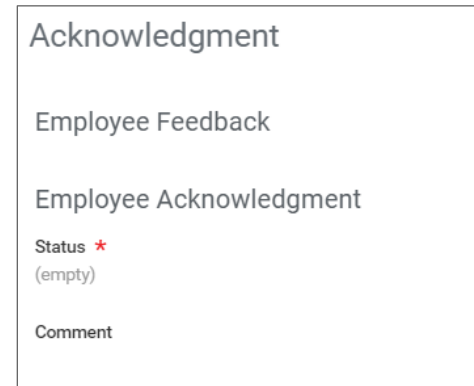 Acknowledgment
Employee Feedback
Employee Acknowledgment
Status *
(empty)
Comment